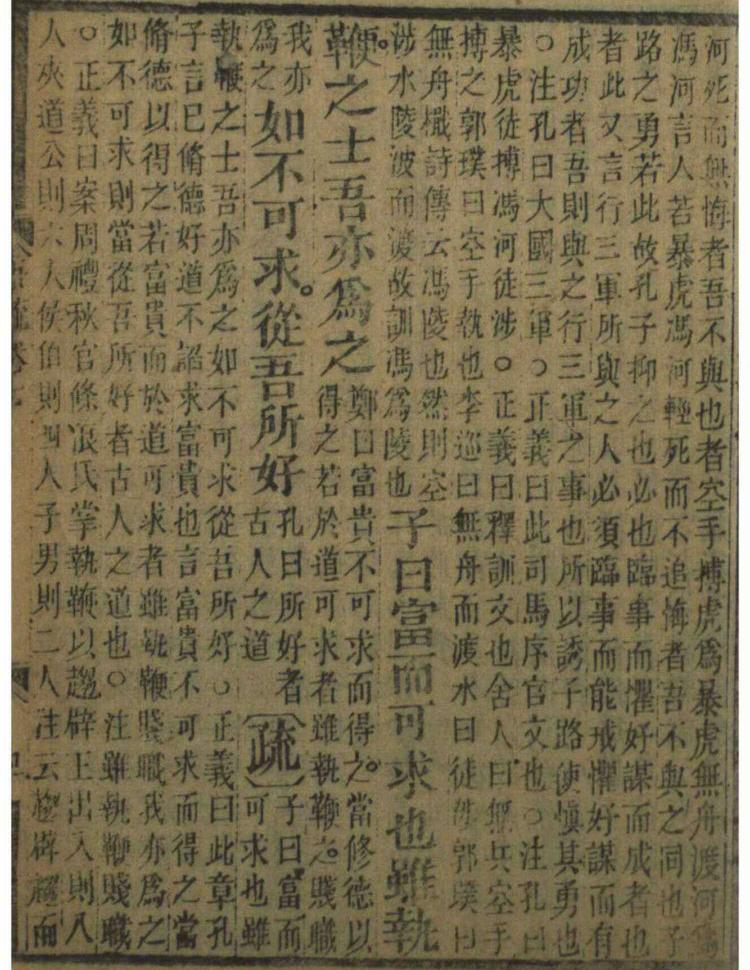 河死而無悔者吾不與也者空手搏虎爲暴虎無舟渡河爲
馮河言人若暴虎馮河輕死而不追悔者吾不與之同也子
路之勇若此故孔子抑之也必也臨事而懼好謀而成者也
者此又言行三軍所與之人必須臨事而能戒懼好謀而有
成功者吾則與之行三軍之事也所以誘子路使慎其勇也
○注孔曰大國三軍○正義曰此司馬序官文也○注孔曰
暴虎徒搏馮河徒涉○正義曰釋訓文也舍人曰無兵空手
搏之郭璞曰空手執也李巡曰無舟而渡水曰徒涉郭璞曰
無舟檝詩傳云馮陵也然則空
涉水陵波而渡故訓馮爲陵也
子曰富而可求也雖執
鞭。之士吾亦爲之
鄭曰富貴不可求而得之。當修德以
得之若於道可求者雖執鞭之。賤職
我亦
爲之
如不可求。從吾所好
孔曰所好者
古人之道
疏
子曰富而
可求也雖
執鞭之士吾亦爲之如不可求從吾所好○正義曰此章孔
子言已脩德好道不諂求富貴也言富貴不可求而得之當
脩德以得之若富貴而於道可求者雖執鞭賤職我亦爲之
如不可求則當從吾所好者古人之道也○注雖執鞭賤職
○正義曰案周禮秋官條狼氏掌執鞭以趨辟王出入則八
人夾道公則六人侯伯則四人子男則二人注云趨辟趨而